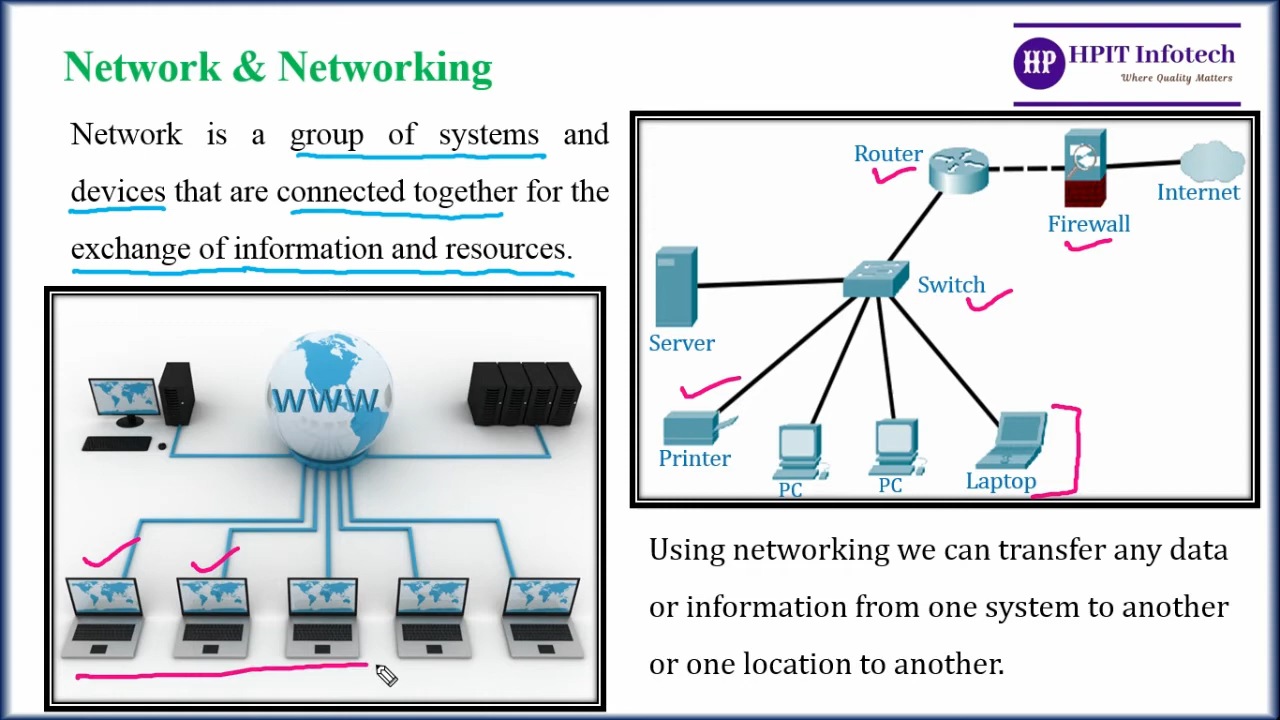 Network & Networking
HP
HPIT Infotech
Where Quality Matters
Network is a group of systems and
devices that are connected together for the
exchange of information and resources.
WWW
Router
Internet
Firewall
Switch
Server
Printer
PC
PC
Laptop
Using networking we can transfer any data
or information from one system to another
or one location to another.